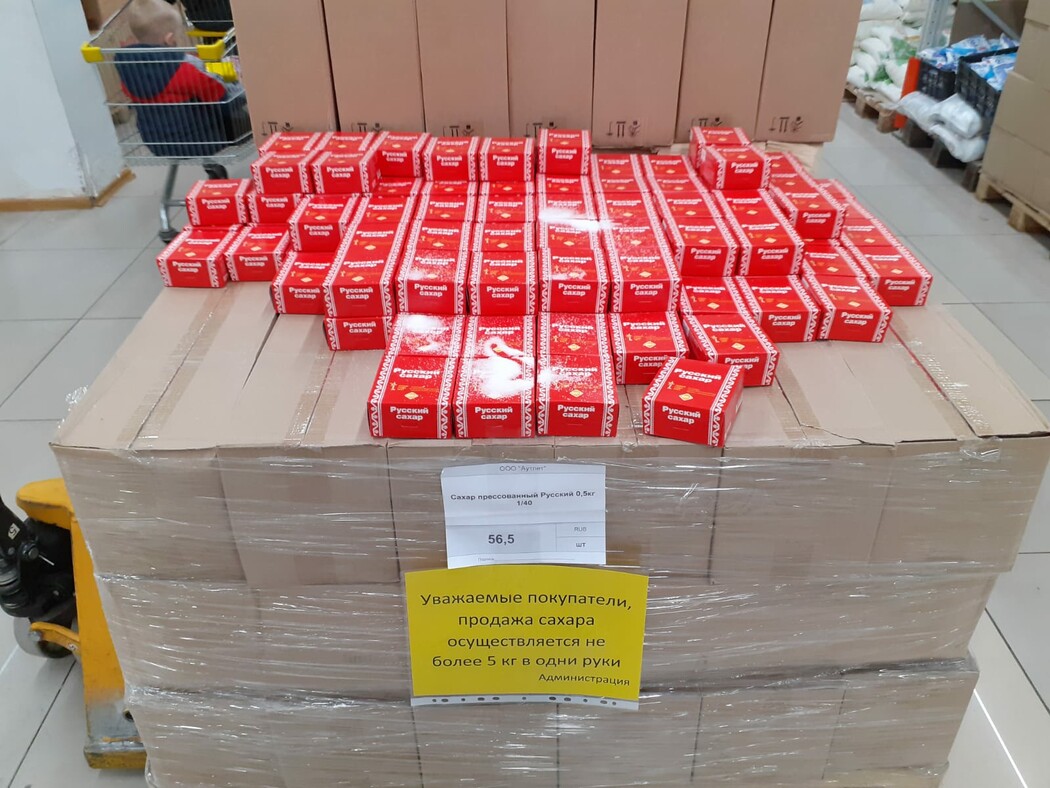 Русский
сахар
ООО "Аутпит"
Сахар прессованный Русский 0,5кг
1/40
56,5
RUB
шт
Уважаемые покупатели,
продажа сахара
осуществляется не
более 5 кг в одни руки
Администрация